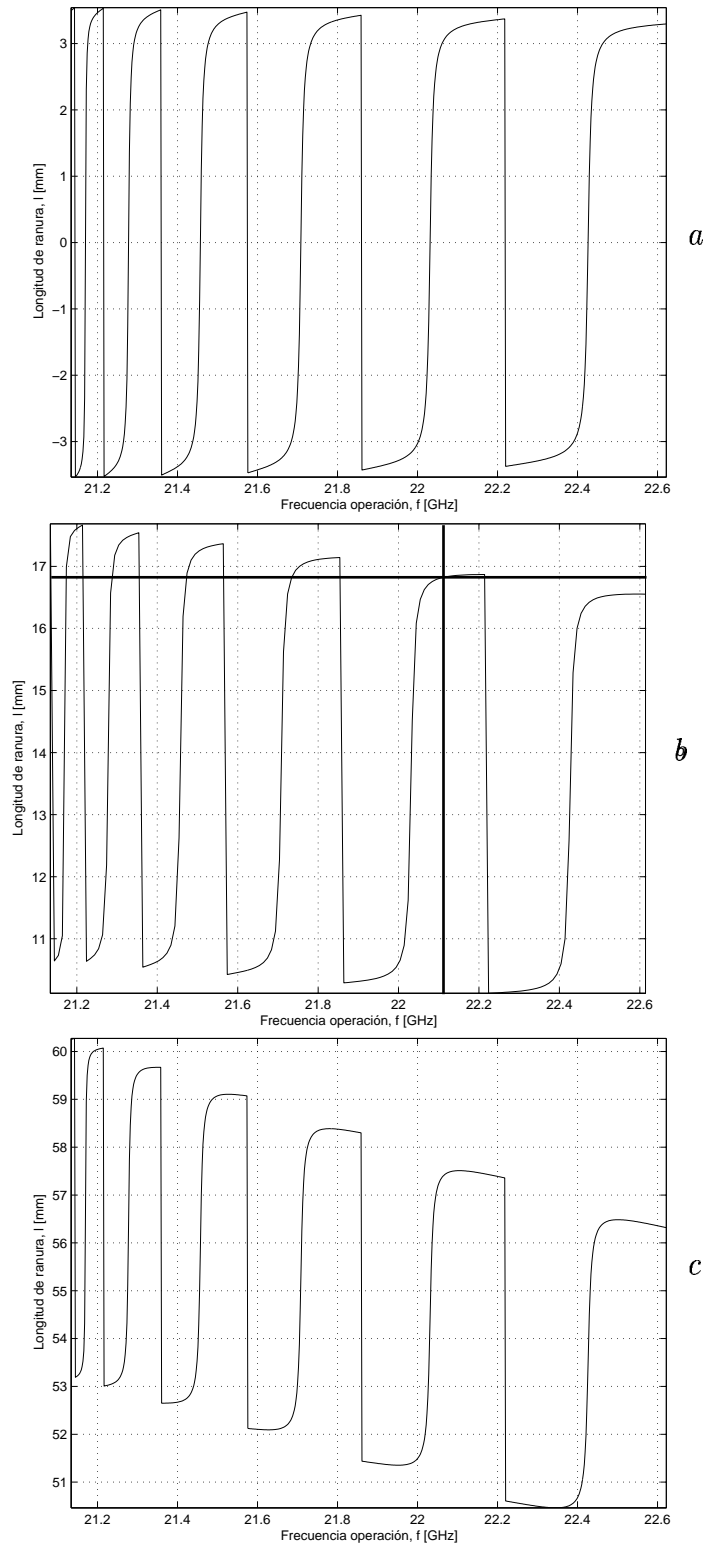 3
2
1
0
−1
−2
−3
Longitud de ranura, l [mm]
21.2 21.4 21.6 21.8 22 22.2 22.4 22.6
Frecuencia operación, f [GHz]
a
17
16
15
14
13
12
11
Longitud de ranura, l [mm]
21.2 21.4 21.6 21.8 22 22.2 22.4 22.6
Frecuencia operación, f [GHz]
b
60
59
58
57
56
55
54
53
52
51
Longitud de ranura, l [mm]
21.2 21.4 21.6 21.8 22 22.2 22.4 22.6
Frecuencia operación, f [GHz]
c